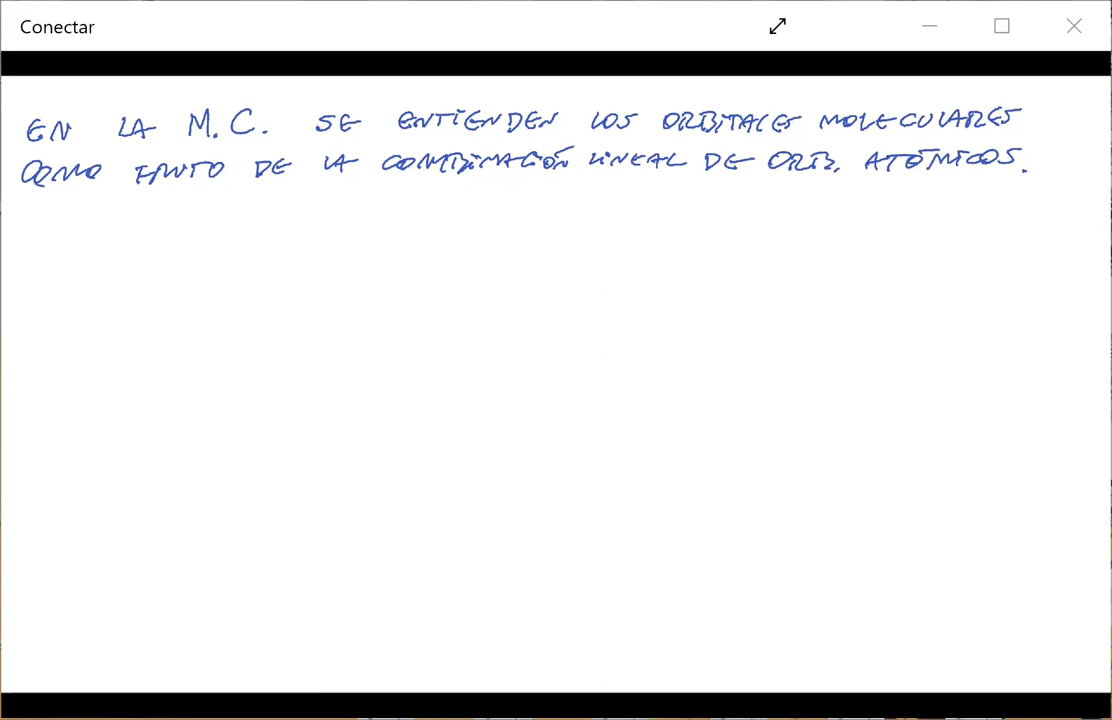 Conectar
EN LA M.C. SE ENTIENDEN LOS ORBITALES MOLECULARES
COMO FRUTO DE LA COMBINACIÓN LINEAL DE ORB. ATÓMICOS.